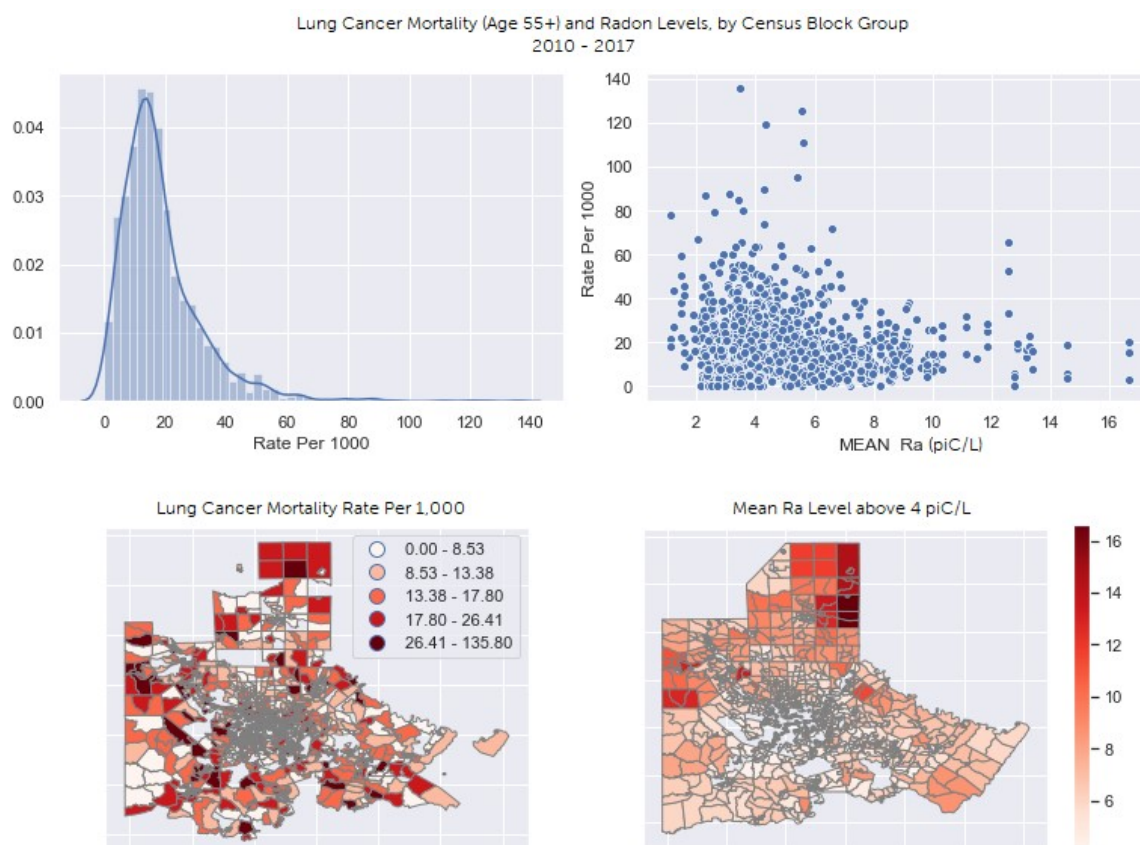 Lung Cancer Mortality (Age 55+) and Radon Levels, by Census Block Group
2010 - 2017
0.04
0.03
0.02
0.01
0.00
0 20 40 60 80 100 120 140
Rate Per 1000
Rate Per 1000
140
120
100
80
60
40
20
0
2 4 6 8 10 12 14 16
MEAN Ra (piC/L)
Lung Cancer Mortality Rate Per 1,000
0.00 - 8.53
8.53 - 13.38
13.38 - 17.80
17.80 - 26.41
26.41 - 135.80
Mean Ra Level above 4 piC/L
16
14
12
10
8
6